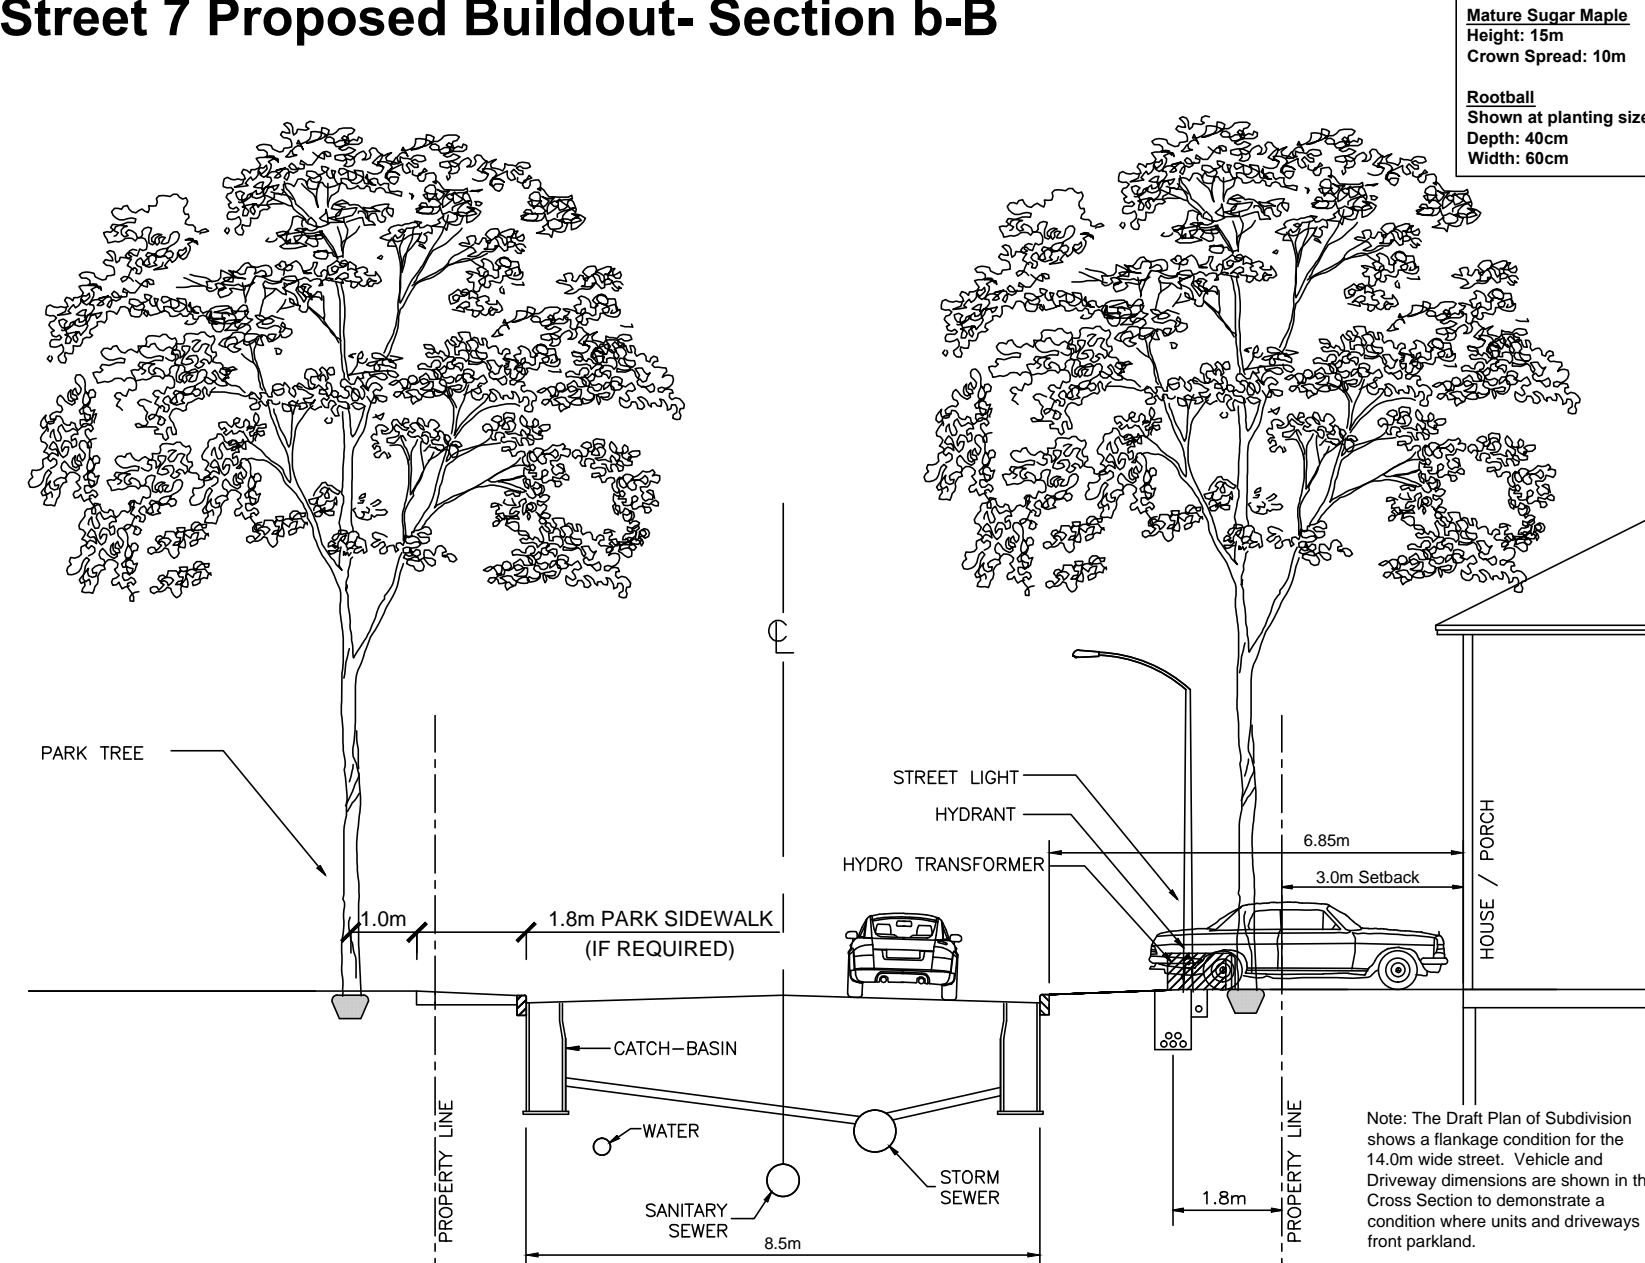 Street 7 Proposed Buildout- Section b-B
Mature Sugar Maple
Height: 15m
Crown Spread: 10m
Rootball
Shown at planting size
Depth: 40cm
Width: 60cm
PARK TREE
STREET LIGHT
HYDRANT
HYDRO TRANSFORMER
6.85m
3.0m Setback
HOUSE / PORCH
1.0m
1.8m PARK SIDEWALK
(IF REQUIRED)
CATCH-BASIN
WATER
SANITARY
SEWER
STORM
SEWER
PROPERTY LINE
PROPERTY LINE
1.8m
8.5m
Note: The Draft Plan of Subdivision
shows a flankage condition for the
14.0m wide street. Vehicle and
Driveway dimensions are shown in th
Cross Section to demonstrate a
condition where units and driveways
front parkland.